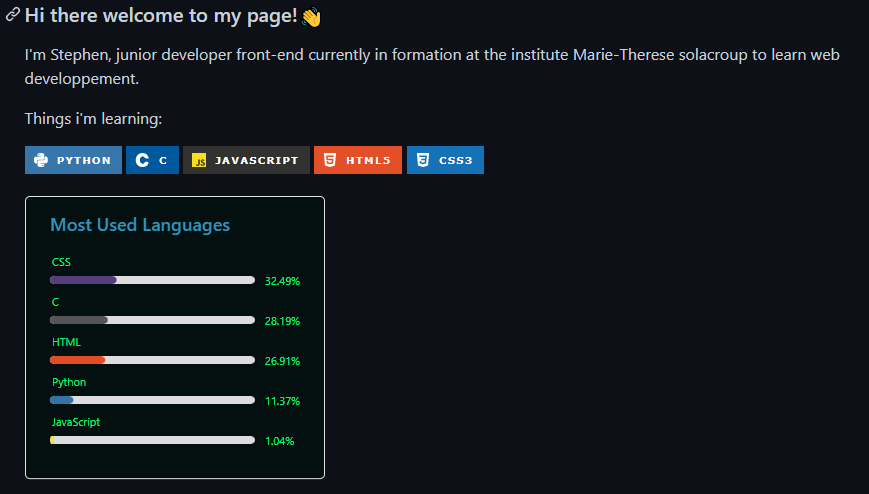 Hi there welcome to my page!👋
I'm Stephen, junior developer front-end currently in formation at the institute Marie-Therese solacroup to learn web
developpement.
Things i'm learning:
PYTHON C JS JAVASCRIPT HTML5 CSS3
Most Used Languages
CSS
32.49%
C
28.19%
HTML
26.91%
Python
11.37%
JavaScript
1.04%